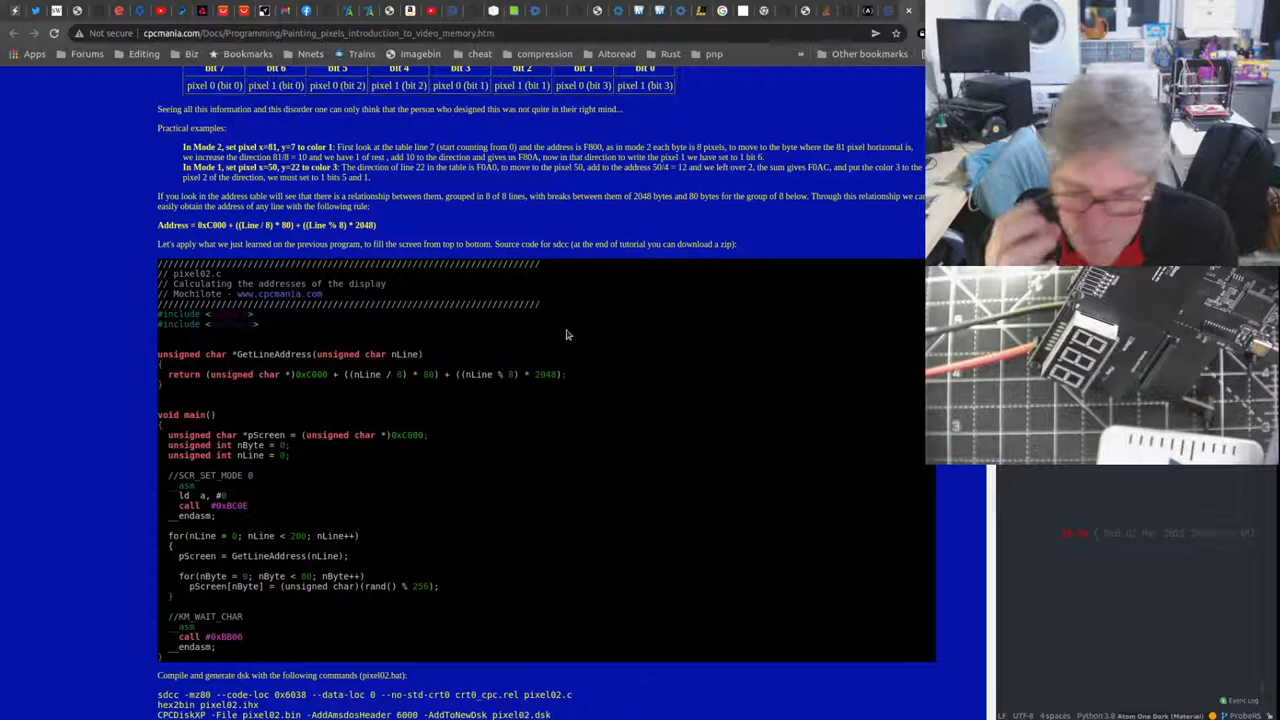 Not secure
cpcmania.com/Docs/Programming/Painting_pixels_introduction_to_video_memory.htm
Apps Forums Editing Bookmarks Nnets Trains Imagebin chess compression Altoread Rust pnp » Other bookmarks
bit 7 bit 6 bit 5 bit 4 bit 3 bit 2 bit 1 bit 0
pixel 0 (bit 0) pixel 1 (bit 0) pixel 0 (bit 2) pixel 1 (bit 2) pixel 0 (bit 1) pixel 1 (bit 1) pixel 0 (bit 3) pixel 1 (bit 3)
Seeing all this information and this disorder one can only think that the person who designed this was not quite in their right mind...
Practical examples:
In Mode 2, set pixel x=81, y=7 to color 1: First look at the table line 7 (start counting from 0) and the address is F800, as in mode 2 each byte is 8 pixels, to move to the byte where the 81 pixel horizontal is,
we increase the direction 81/8 = 10 and we have 1 of rest , add 10 to the direction and gives us F80A, now in that direction to write the pixel 1 we have set to 1 bit 6.
In Mode 1, set pixel x=50, y=22 to color 3: The direction of line 22 in the table is F0A0, to move to the pixel 50, add to the address 50/4 = 12 and we left over 2, the sum gives F0AC, and put the color 3 to the
pixel 2 of the direction, we must set to 1 bits 5 and 1.
If you look in the address table will see that there is a relationship between them, grouped in 8 of 8 lines, with breaks between them of 2048 bytes and 80 bytes for the group of 8 below. Through this relationship we can
easily obtain the address of any line with the following rule:
Address = 0xC000 + ((Line / 8) * 80) + ((Line % 8) * 2048)
Let's apply what we just learned on the previous program, to fill the screen from top to bottom. Source code for sdcc (at the end of tutorial you can download a zip):
////////////////////////////////////////////////////////////////////
// pixel02.c
// Calculating the addresses of the display
// Mochilote - www.cpcmania.com
////////////////////////////////////////////////////////////////////
#include < >
#include < >
unsigned char *GetLineAddress(unsigned char nLine)
{
return (unsigned char *)0xC000 + ((nLine / 8) * 80) + ((nLine % 8) * 2048);
}
void main()
{
unsigned char *pScreen = (unsigned char *)0xC000;
unsigned int nByte = 0;
unsigned int nLine = 0;
//SCR_SET_MODE 0
__asm
ld a, #0
call #0xBC0E
__endasm;
for(nLine = 0; nLine < 200; nLine++)
{
pScreen = GetLineAddress(nLine);
for(nByte = 0; nByte < 80; nByte++)
pScreen[nByte] = (unsigned char)(rand() % 256);
}
//KM_WAIT_CHAR
__asm
call #0xBB06
__endasm;
}
Compile and generate dsk with the following commands (pixel02.bat):
sdcc -mz80 --code-loc 0x6038 --data-loc 0 --no-std-crt0 crt0_cpc.rel pixel02.c
hex2bin pixel02.ihx
CPCDiskXP -File pixel02.bin -AddAmsdosHeader 6000 -AddToNewDsk pixel02.dsk
Event Log
LF UTF-8 4 spaces Python 3.8 Atom One Dark (Material) ProbeRS